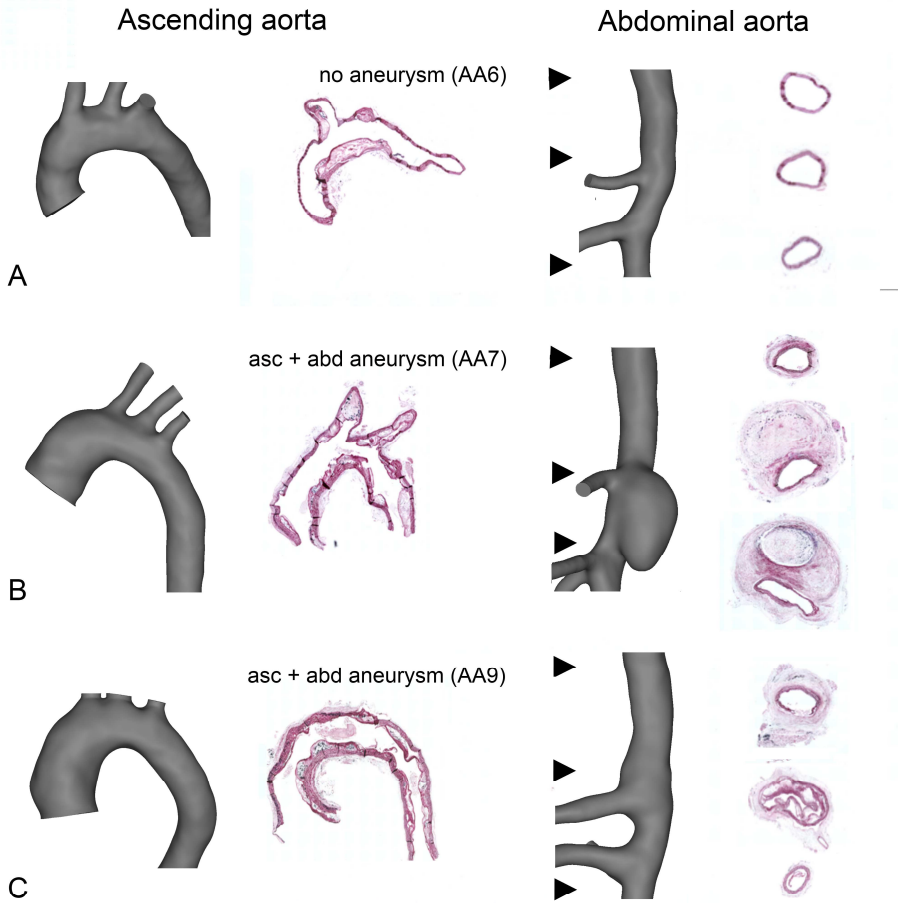 Ascending aorta
Abdominal aorta
no aneurysm (AA6)
A
asc + abd aneurysm (AA7)
B
asc + abd aneurysm (AA9)
C